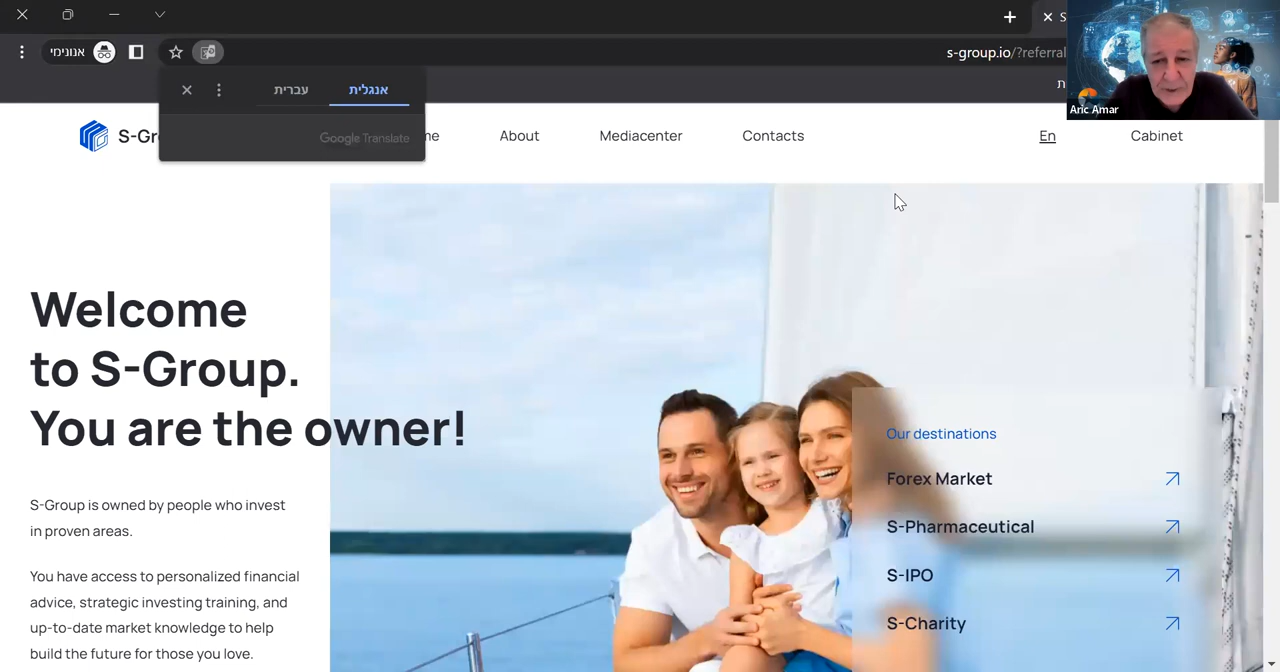 אנונימי
s-group.io/?referral
ת
Aric Amar
עברית
אנגלית
Google Translate
S-Gr
me
About
Mediacenter
Contacts
En
Cabinet
Welcome
to S-Group.
You are the owner!
S-Group is owned by people who invest
in proven areas.
You have access to personalized financial
advice, strategic investing training, and
up-to-date market knowledge to help
build the future for those you love.
Our destinations
Forex Market
S-Pharmaceutical
S-IPO
S-Charity